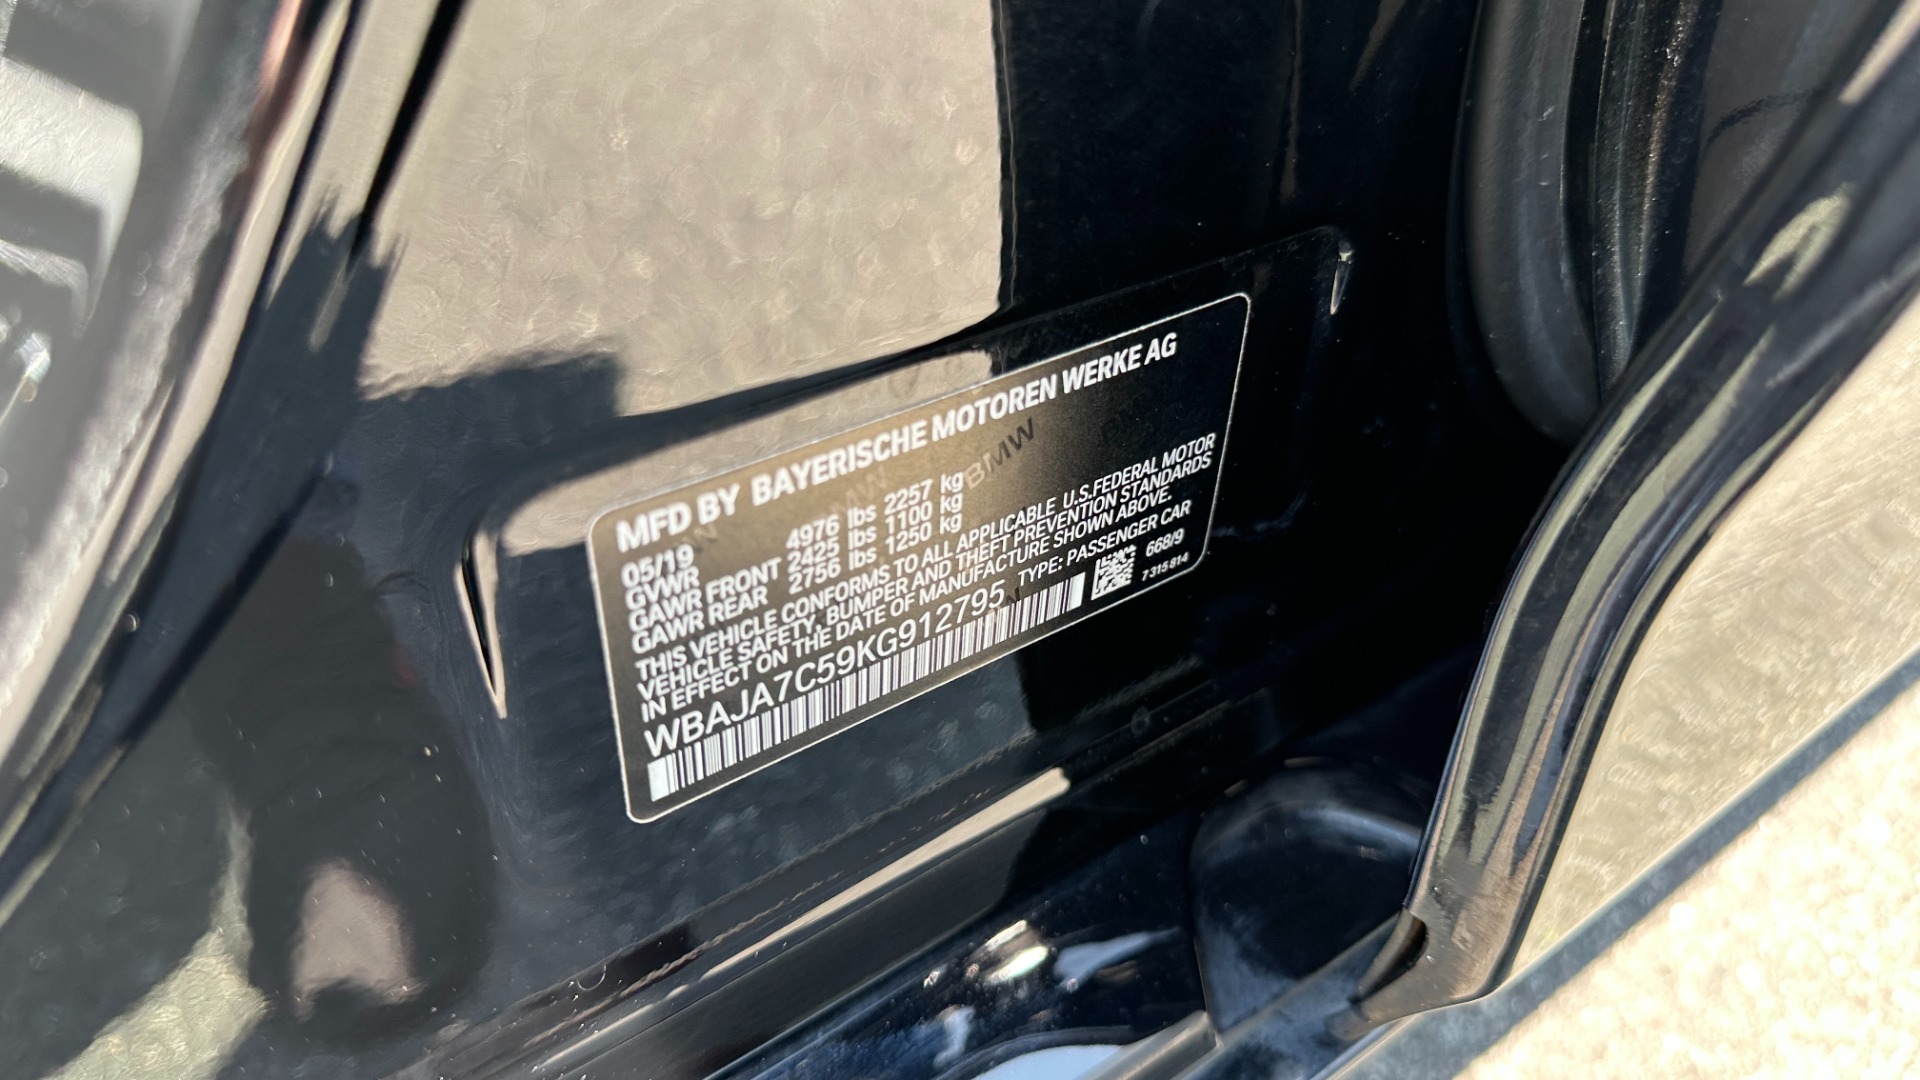 MFD BY BAYERISCHE MOTOREN WERKE AG
05/19
GVWR 4976 lbs 2257 kg
GAWR FRONT 2425 lbs 1100 kg
GAWR REAR 2756 lbs 1250 kg
THIS VEHICLE CONFORMS TO ALL APPLICABLE U.S.FEDERAL MOTOR
VEHICLE SAFETY, BUMPER AND THEFT PREVENTION STANDARDS
IN EFFECT ON THE DATE OF MANUFACTURE SHOWN ABOVE.
WBAJA7C59KG912795 TYPE: PASSENGER CAR
668/9
7315814
BMW